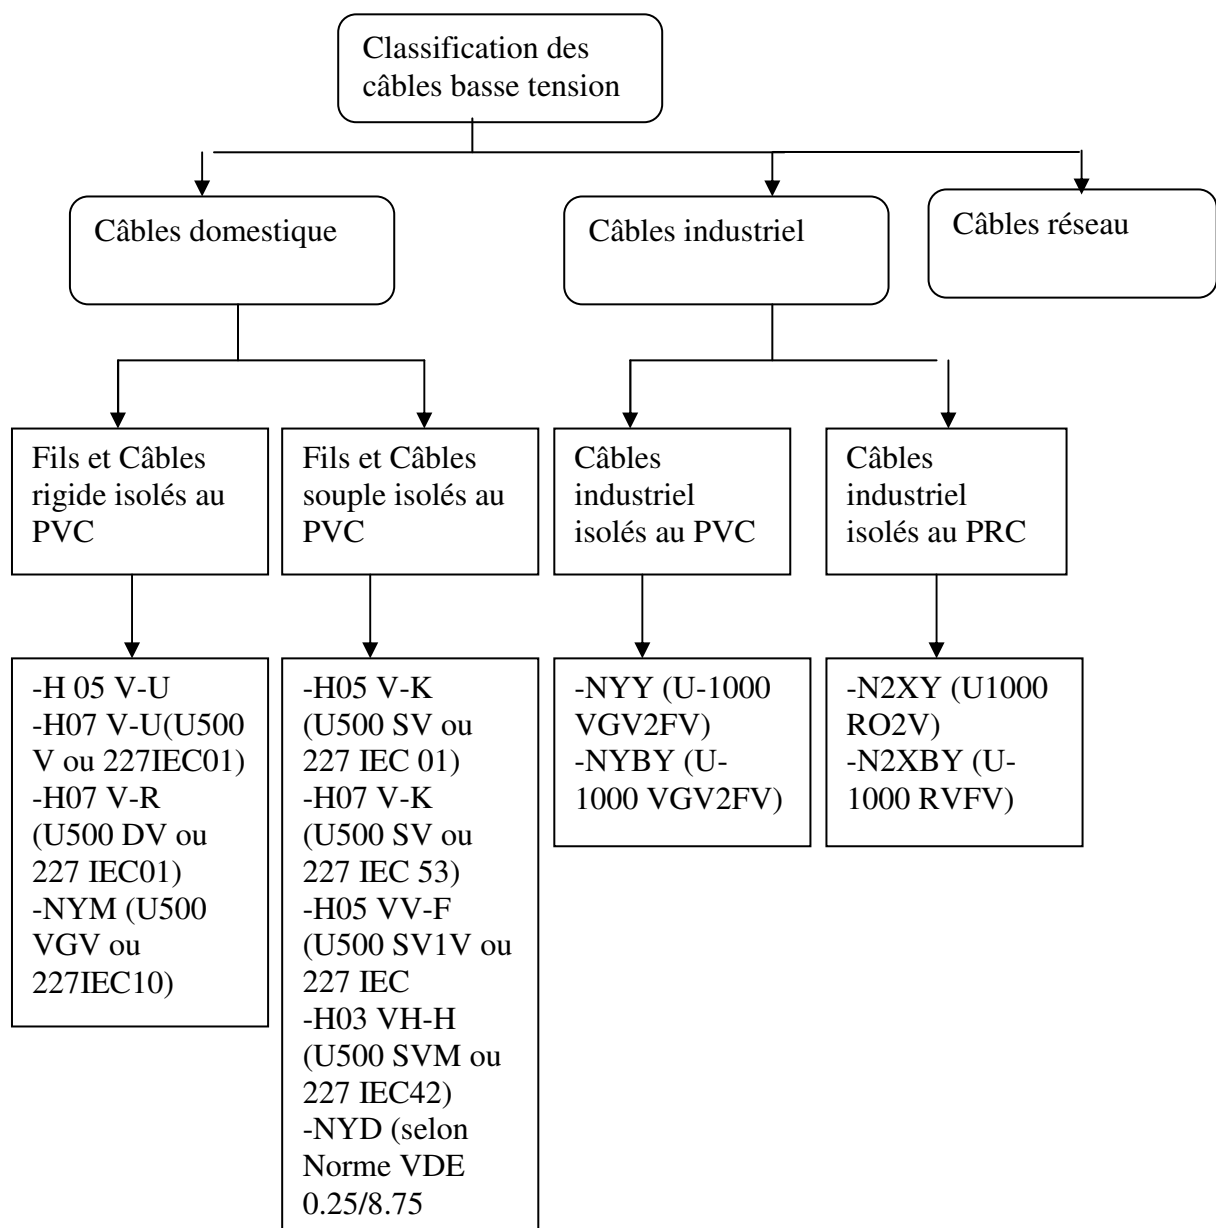 Classification des
câbles basse tension
Câbles domestique
Câbles industriel
Câbles réseau
Fils et Câbles
rigide isolés au
PVC
Fils et Câbles
souple isolés au
PVC
Câbles
industriel
isolés au PVC
Câbles
industriel
isolés au PRC
-H 05 V-U
-H07 V-U(U500
V ou 227IEC01)
-H07 V-R
(U500 DV ou
227 IEC01)
-NYM (U500
VGV ou
227IEC10)
-H05 V-K
(U500 SV ou
227 IEC 01)
-H07 V-K
(U500 SV ou
227 IEC 53)
-H05 VV-F
(U500 SV1V ou
227 IEC
-H03 VH-H
(U500 SVM ou
227 IEC42)
-NYD (selon
Norme VDE
0.25/8.75
-NYY (U-1000
VGV2FV)
-NYBY (U-
1000 VGV2FV)
-N2XY (U1000
RO2V)
-N2XBY (U-
1000 RVFV)